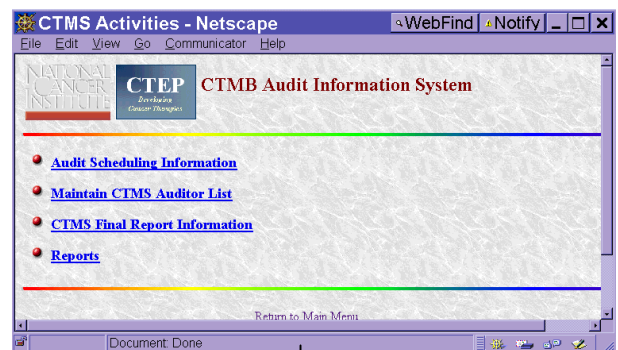 CTMS Activities - Netscape
WebFind Notify
File Edit View Go Communicator Help
NATIONAL
CANCER
INSTITUTE
CTEP
Developing
Cancer Therapies
CTMB Audit Information System
Audit Scheduling Information
Maintain CTMS Auditor List
CTMS Final Report Information
Reports
Return to Main Menu
Document: Done